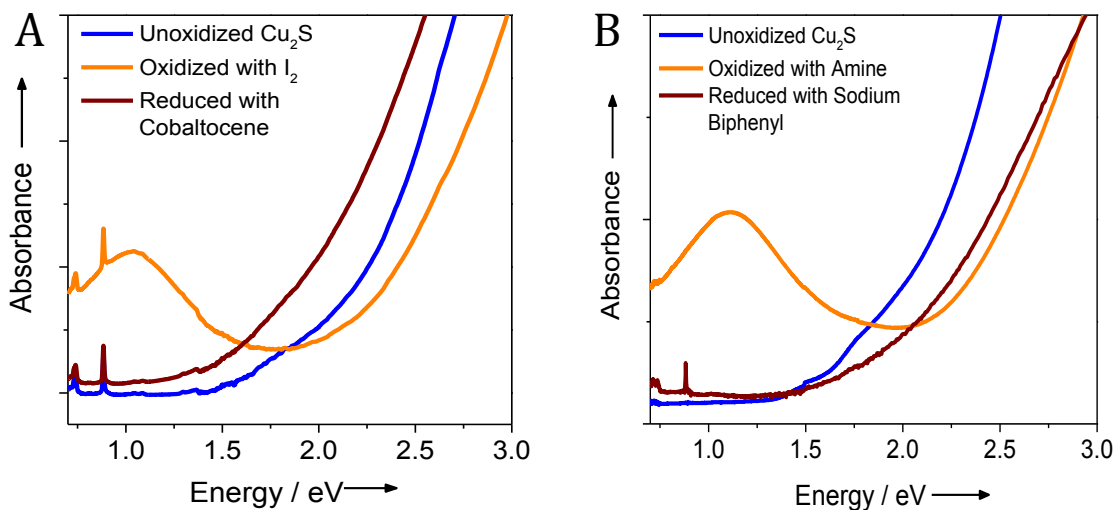 A
Unoxidized Cu₂S
Oxidized with I₂
Reduced with
Cobaltocene
Absorbance
1.0 1.5 2.0 2.5 3.0
Energy / eV
B
Unoxidized Cu₂S
Oxidized with Amine
Reduced with Sodium
Biphenyl
Absorbance
1.0 1.5 2.0 2.5 3.0
Energy / eV